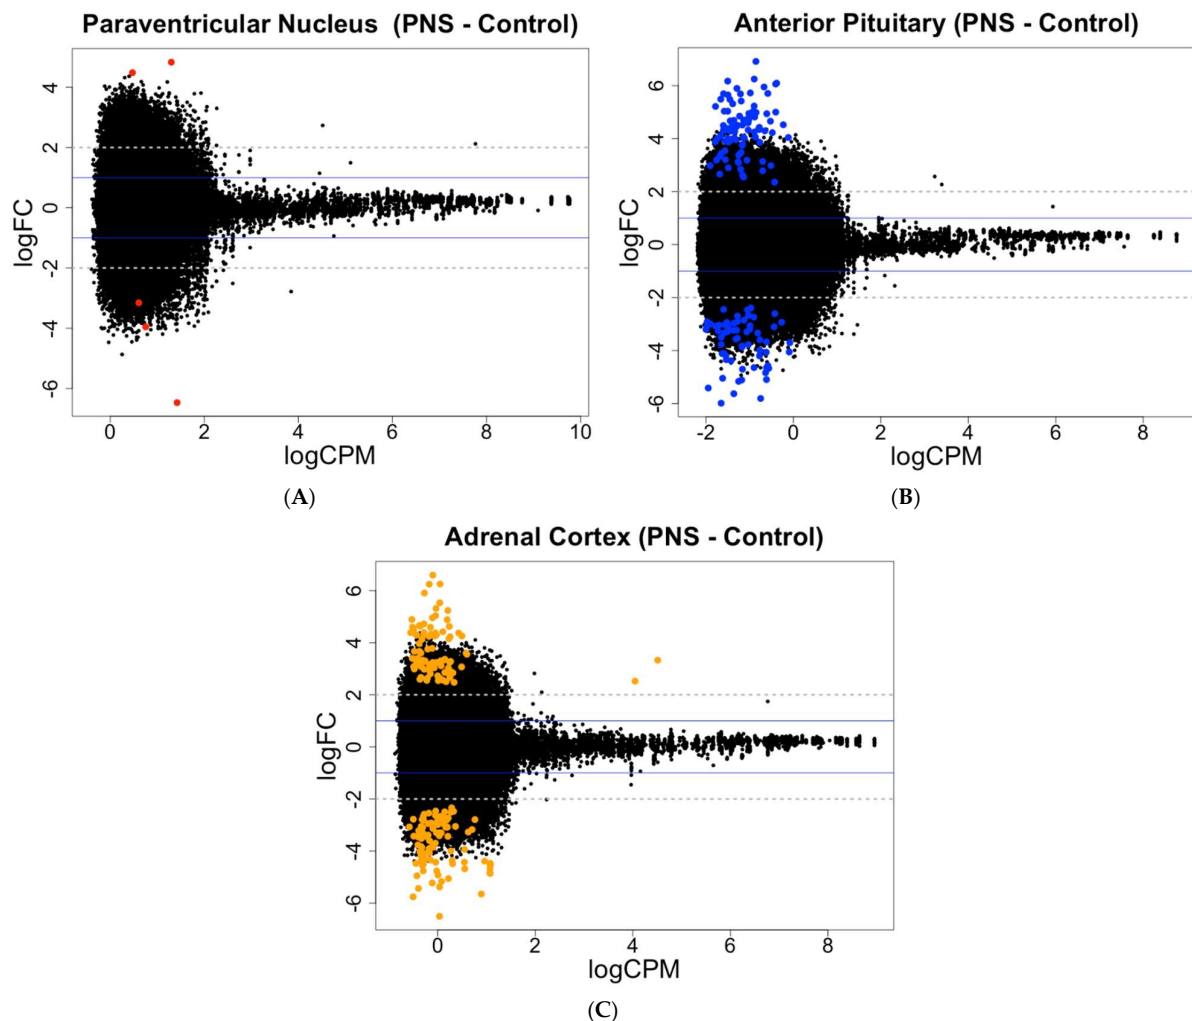 Paraventricular Nucleus (PNS - Control)
4
2
0
-2
-4
-6
logFC
0 2 4 6 8 10
logCPM
(A)
Anterior Pituitary (PNS - Control)
6
4
2
0
-2
-4
-6
logFC
-2 0 2 4 6 8
logCPM
(B)
Adrenal Cortex (PNS - Control)
6
4
2
0
-2
-4
-6
logFC
0 2 4 6 8
logCPM
(C)